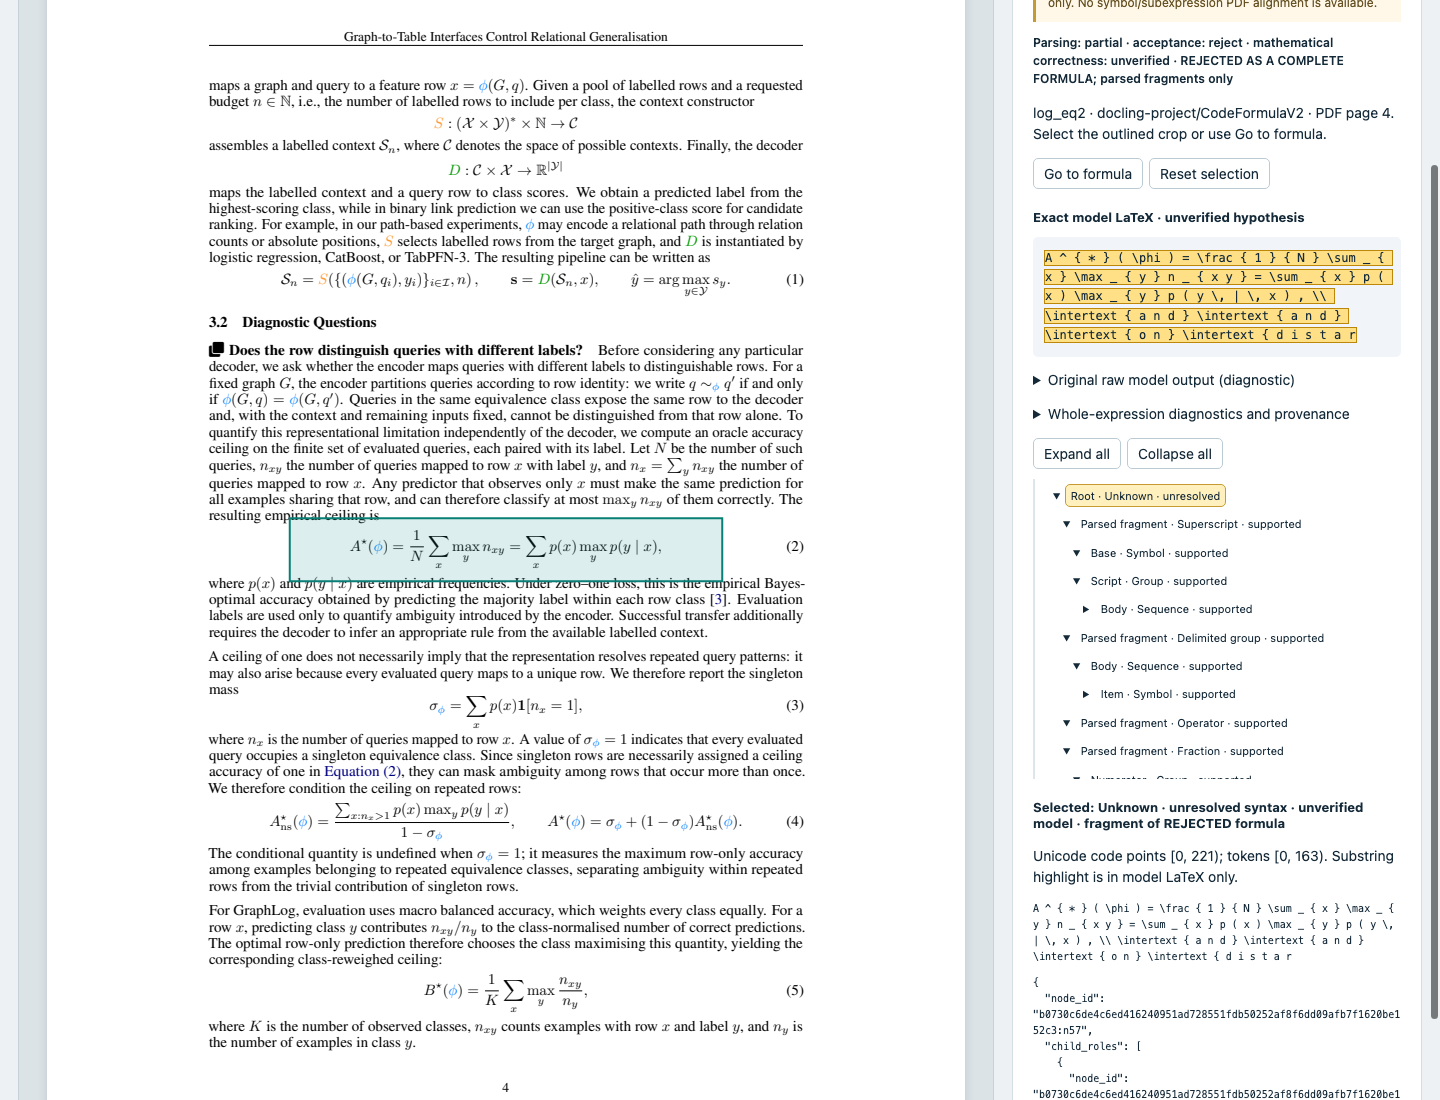 Graph-to-Table Interfaces Control Relational Generalisation
maps a graph and query to a feature row x = ϕ(G, q). Given a pool of labelled rows and a requested
budget n ∈ ℕ, i.e., the number of labelled rows to include per class, the context constructor
S : (𝒳 × 𝒴)* × ℕ → 𝒞
assembles a labelled context 𝒮ₙ, where 𝒞 denotes the space of possible contexts. Finally, the decoder
D : 𝒞 × 𝒳 → ℝ^|𝒴|
maps the labelled context and a query row to class scores. We obtain a predicted label from the
highest-scoring class, while in binary link prediction we can use the positive-class score for candidate
ranking. For example, in our path-based experiments, ϕ may encode a relational path through relation
counts or absolute positions, S selects labelled rows from the target graph, and D is instantiated by
logistic regression, CatBoost, or TabPFN-3. The resulting pipeline can be written as
𝒮ₙ = S({(ϕ(G, qᵢ), yᵢ)}_{i∈ℐ}, n), s = D(𝒮ₙ, x), ŷ = arg max_{y∈𝒴} s_y. (1)
3.2 Diagnostic Questions
Does the row distinguish queries with different labels? Before considering any particular
decoder, we ask whether the encoder maps queries with different labels to distinguishable rows. For a
fixed graph G, the encoder partitions queries according to row identity: we write q ∼_ϕ q′ if and only
if ϕ(G, q) = ϕ(G, q′). Queries in the same equivalence class expose the same row to the decoder
and, with the context and remaining inputs fixed, cannot be distinguished from that row alone. To
quantify this representational limitation independently of the decoder, we compute an oracle accuracy
ceiling on the finite set of evaluated queries, each paired with its label. Let N be the number of such
queries, n_xy the number of queries mapped to row x with label y, and n_x = ∑_y n_xy the number of
queries mapped to row x. Any predictor that observes only x must make the same prediction for
all examples sharing that row, and can therefore classify at most max_y n_xy of them correctly. The
resulting empirical ceiling is
A⋆(ϕ) = 1/N ∑_x max_y n_xy = ∑_x p(x) max_y p(y | x), (2)
where p(x) and p(y | x) are empirical frequencies. Under zero–one loss, this is the empirical Bayes-
optimal accuracy obtained by predicting the majority label within each row class [3]. Evaluation
labels are used only to quantify ambiguity introduced by the encoder. Successful transfer additionally
requires the decoder to infer an appropriate rule from the available labelled context.
A ceiling of one does not necessarily imply that the representation resolves repeated query patterns: it
may also arise because every evaluated query maps to a unique row. We therefore report the singleton
mass
σ_ϕ = ∑_x p(x)1[n_x = 1], (3)
where n_x is the number of queries mapped to row x. A value of σ_ϕ = 1 indicates that every evaluated
query occupies a singleton equivalence class. Since singleton rows are necessarily assigned a ceiling
accuracy of one in Equation (2), they can mask ambiguity among rows that occur more than once.
We therefore condition the ceiling on repeated rows:
A⋆_ns(ϕ) = ∑_{x:n_x>1} p(x) max_y p(y | x) / 1 − σ_ϕ, A⋆(ϕ) = σ_ϕ + (1 − σ_ϕ)A⋆_ns(ϕ). (4)
The conditional quantity is undefined when σ_ϕ = 1; it measures the maximum row-only accuracy
among examples belonging to repeated equivalence classes, separating ambiguity within repeated
rows from the trivial contribution of singleton rows.
For GraphLog, evaluation uses macro balanced accuracy, which weights every class equally. For a
row x, predicting class y contributes n_xy/n_y to the class-normalised number of correct predictions.
The optimal row-only prediction therefore chooses the class maximising this quantity, yielding the
corresponding class-reweighed ceiling:
B⋆(ϕ) = 1/K ∑_x max_y n_xy/n_y, (5)
where K is the number of observed classes, n_xy counts examples with row x and label y, and n_y is
the number of examples in class y.
4
only. No symbol/subexpression PDF alignment is available.
Parsing: partial · acceptance: reject · mathematical
correctness: unverified · REJECTED AS A COMPLETE
FORMULA; parsed fragments only
log_eq2 · docling-project/CodeFormulaV2 · PDF page 4.
Select the outlined crop or use Go to formula.
Go to formula Reset selection
Exact model LaTeX · unverified hypothesis
A ^ { * } ( \phi ) = \frac { 1 } { N } \sum _ {
x } \max _ { y } n _ { x y } = \sum _ { x } p (
x ) \max _ { y } p ( y \, | \, x ) , \\
\intertext { a n d } \intertext { a n d }
\intertext { o n } \intertext { d i s t a r
Original raw model output (diagnostic)
Whole-expression diagnostics and provenance
Expand all Collapse all
Root · Unknown · unresolved
Parsed fragment · Superscript · supported
Base · Symbol · supported
Script · Group · supported
Body · Sequence · supported
Parsed fragment · Delimited group · supported
Body · Sequence · supported
Item · Symbol · supported
Parsed fragment · Operator · supported
Parsed fragment · Fraction · supported
Numerator · Group · supported
Selected: Unknown · unresolved syntax · unverified
model · fragment of REJECTED formula
Unicode code points [0, 221); tokens [0, 163). Substring
highlight is in model LaTeX only.
A ^ { * } ( \phi ) = \frac { 1 } { N } \sum _ { x } \max _ {
y } n _ { x y } = \sum _ { x } p ( x ) \max _ { y } p ( y \,
| \, x ) , \\ \intertext { a n d } \intertext { a n d }
\intertext { o n } \intertext { d i s t a r
{
"node_id":
"b0730c6de4c6ed416240951ad728551fdb50252af8f6dd09afb7f1620be1
52c3:n57",
"child_roles": [
{
"node_id":
"b0730c6de4c6ed416240951ad728551fdb50252af8f6dd09afb7f1620be1